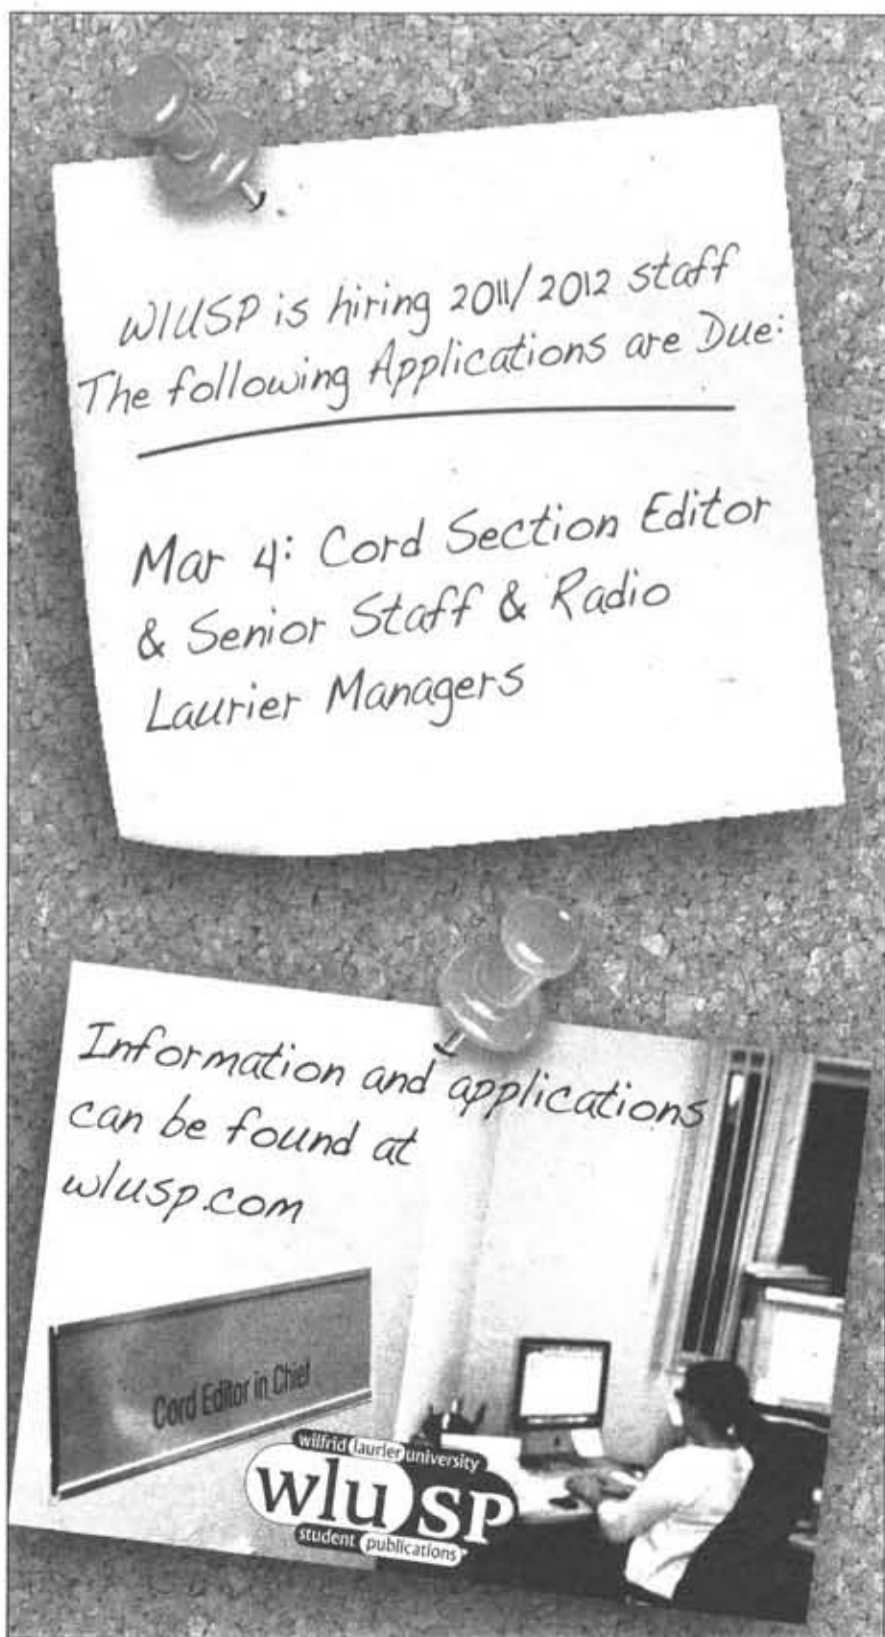 WlUSP is hiring 2011/2012 staff
The following Applications are Due:
Mar 4: Cord Section Editor
& Senior Staff & Radio
Laurier Managers
Information and applications
can be found at
wlusp.com
Cord Editor in Chief
wilfrid laurier university
wlu SP
student publications